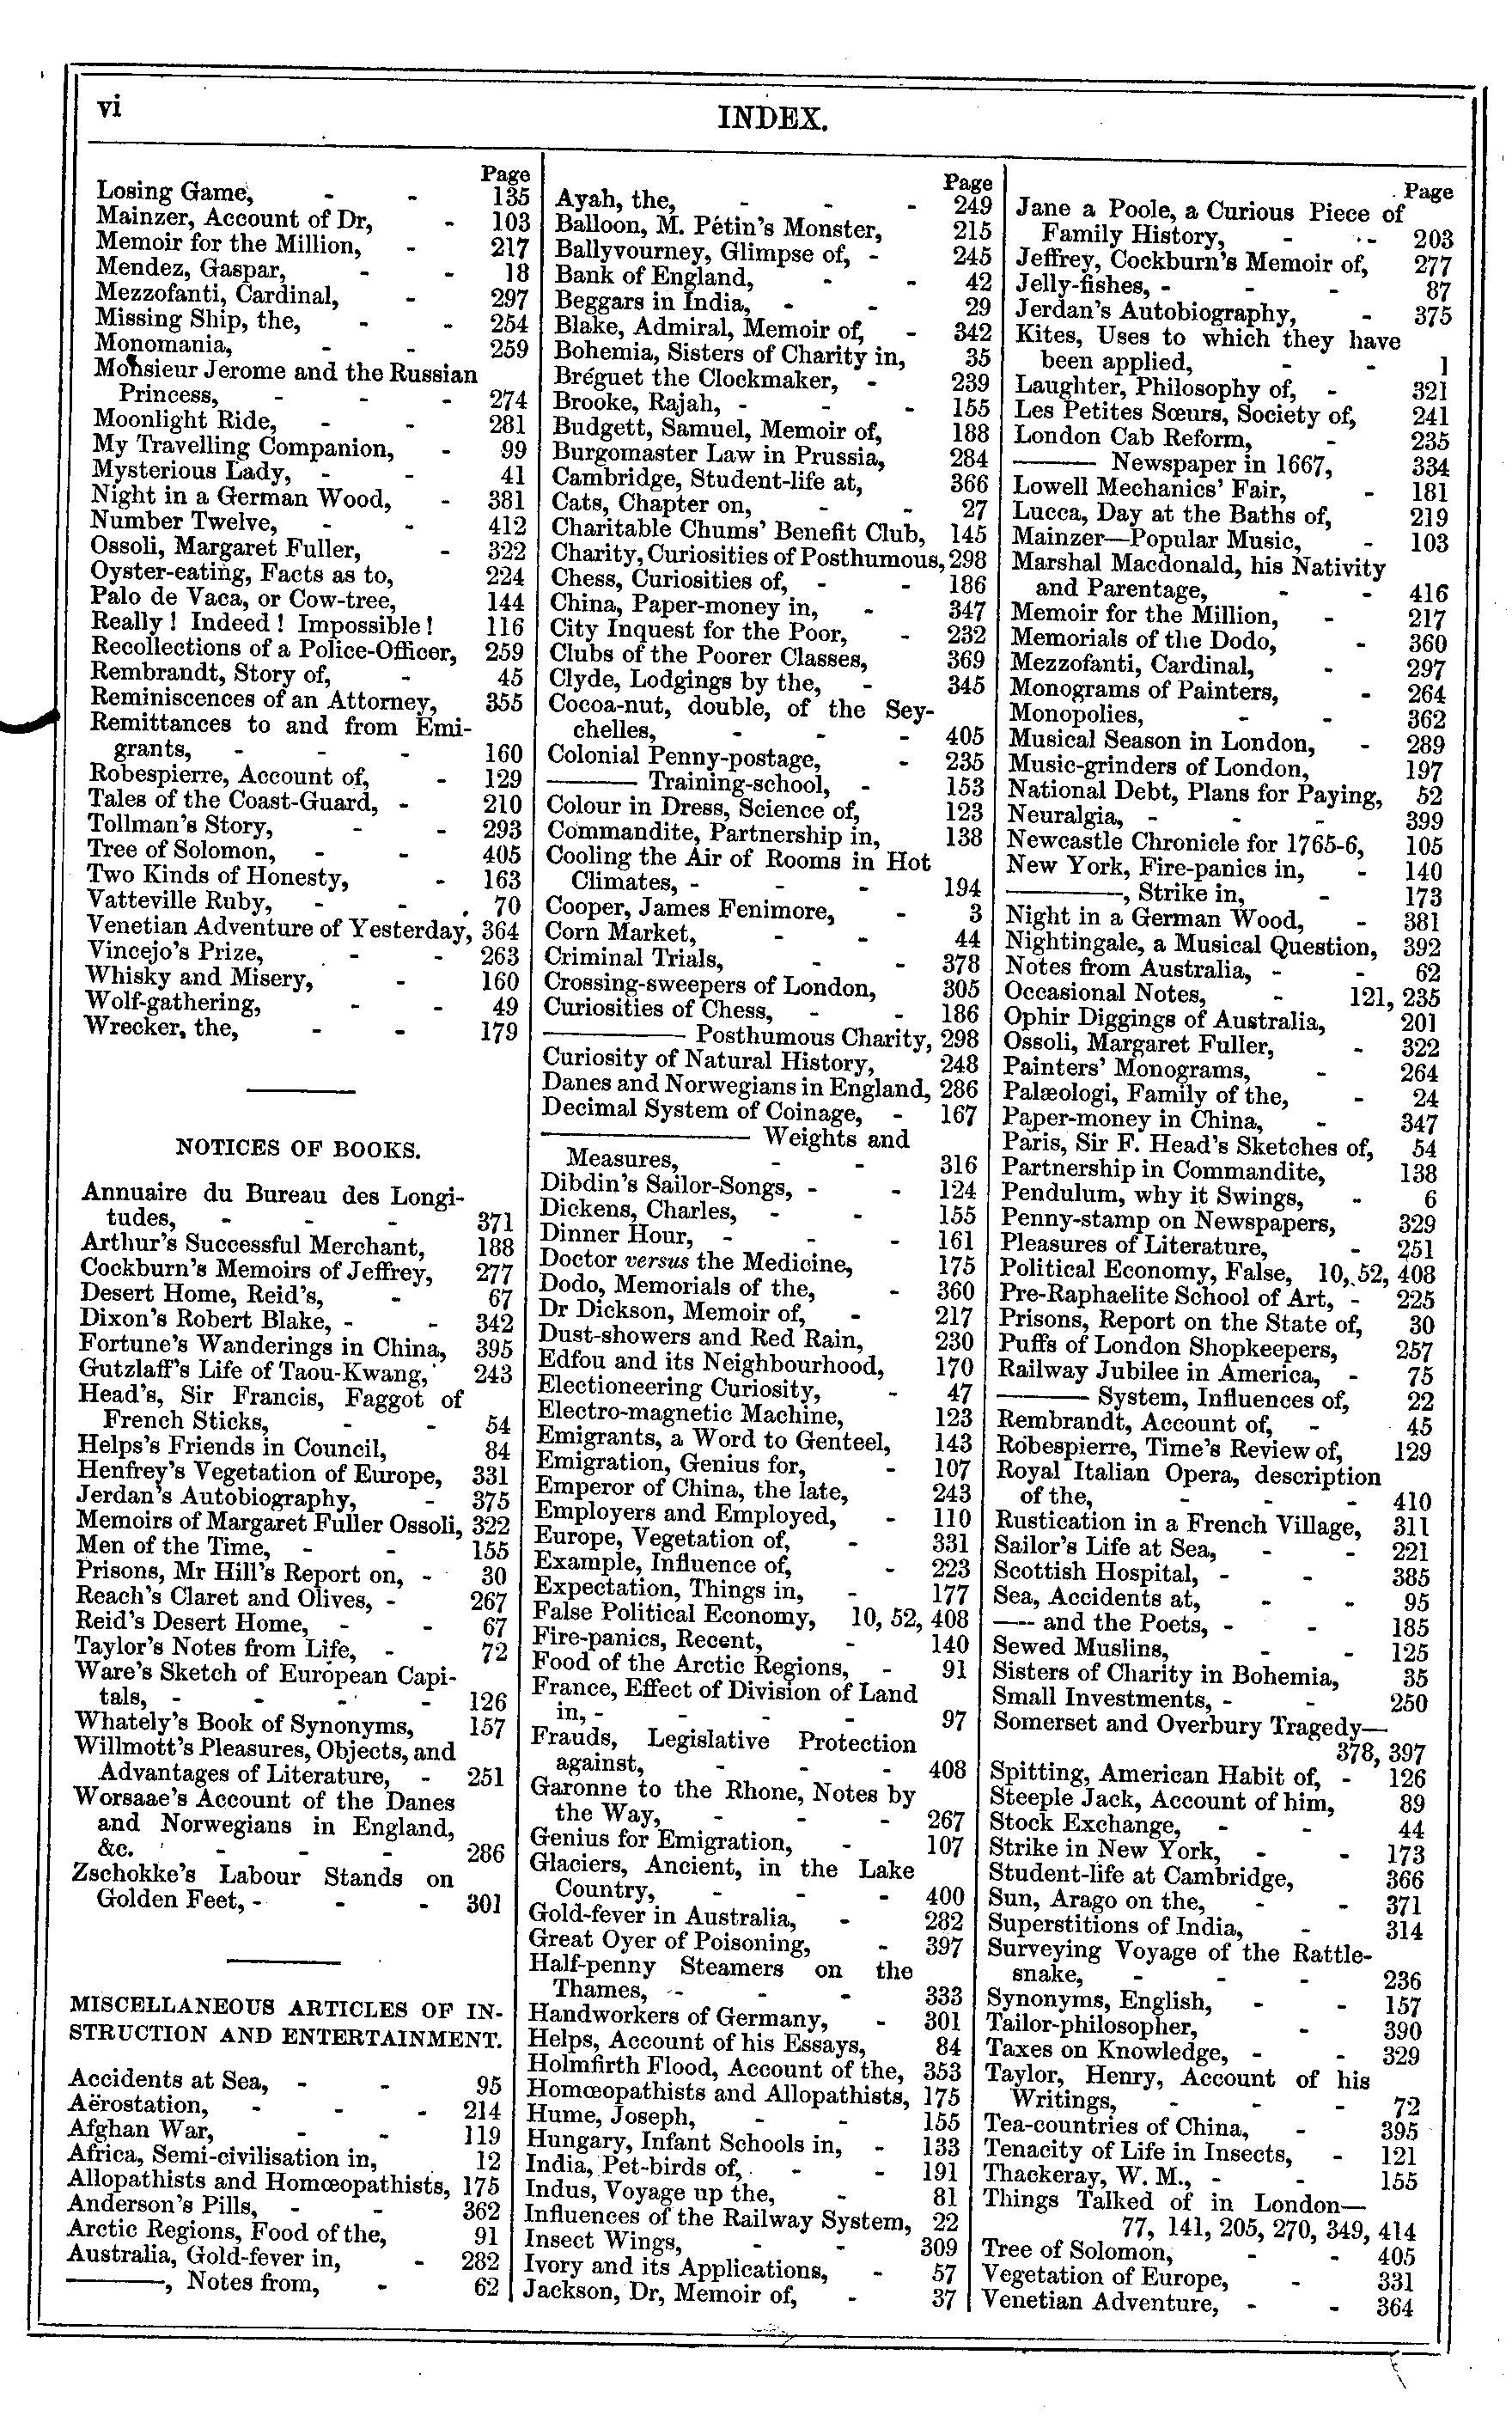 vi
INDEX.
Page
Losing Game, - - 135
Mainzer, Account of Dr, - 103
Memoir for the Million, - 217
Mendez, Gaspar, - - 18
Mezzofanti, Cardinal, - 297
Missing Ship, the, - - 254
Monomania, - - 259
Monsieur Jerome and the Russian
Princess, - - - 274
Moonlight Ride, - - 281
My Travelling Companion, - 99
Mysterious Lady, - - 41
Night in a German Wood, - 381
Number Twelve, - - 412
Ossoli, Margaret Fuller, - 322
Oyster-eating, Facts as to, 224
Palo de Vaca, or Cow-tree, 144
Really! Indeed! Impossible! 116
Recollections of a Police-Officer, 259
Rembrandt, Story of, - 45
Reminiscences of an Attorney, 355
Remittances to and from Emi-
grants, - - - 160
Robespierre, Account of, - 129
Tales of the Coast-Guard, - 210
Tollman's Story, - - 293
Tree of Solomon, - - 405
Two Kinds of Honesty, - 163
Vatteville Ruby, - - . 70
Venetian Adventure of Yesterday, 364
Vincejo's Prize, - - 263
Whisky and Misery, - 160
Wolf-gathering, - - 49
Wrecker, the, - - 179
NOTICES OF BOOKS.
Annuaire du Bureau des Longi-
tudes, - - - 371
Arthur's Successful Merchant, 188
Cockburn's Memoirs of Jeffrey, 277
Desert Home, Reid's, - 67
Dixon's Robert Blake, - - 342
Fortune's Wanderings in China, 395
Gutzlaff's Life of Taou-Kwang, 243
Head's, Sir Francis, Faggot of
French Sticks, - - 54
Helps's Friends in Council, 84
Henfrey's Vegetation of Europe, 331
Jerdan's Autobiography, - 375
Memoirs of Margaret Fuller Ossoli, 322
Men of the Time, - - 155
Prisons, Mr Hill's Report on, - 30
Reach's Claret and Olives, - 267
Reid's Desert Home, - - 67
Taylor's Notes from Life, - 72
Ware's Sketch of European Capi-
tals, - - - - 126
Whately's Book of Synonyms, 157
Willmott's Pleasures, Objects, and
Advantages of Literature, - 251
Worsaae's Account of the Danes
and Norwegians in England,
&c. - - - 286
Zschokke's Labour Stands on
Golden Feet, - - - 301
MISCELLANEOUS ARTICLES OF IN-
STRUCTION AND ENTERTAINMENT.
Accidents at Sea, - - 95
Aërostation, - - - 214
Afghan War, - - 119
Africa, Semi-civilisation in, 12
Allopathists and Homœopathists, 175
Anderson's Pills, - - 362
Arctic Regions, Food of the, 91
Australia, Gold-fever in, - 282
———, Notes from, - 62
Page
Ayah, the, - - - 249
Balloon, M. Pétin's Monster, 215
Ballyvourney, Glimpse of, - 245
Bank of England, - - 42
Beggars in India, - - 29
Blake, Admiral, Memoir of, - 342
Bohemia, Sisters of Charity in, 35
Bréguet the Clockmaker, - 239
Brooke, Rajah, - - - 155
Budgett, Samuel, Memoir of, 188
Burgomaster Law in Prussia, 284
Cambridge, Student-life at, 366
Cats, Chapter on, - - 27
Charitable Chums' Benefit Club, 145
Charity, Curiosities of Posthumous, 298
Chess, Curiosities of, - - 186
China, Paper-money in, - 347
City Inquest for the Poor, - 232
Clubs of the Poorer Classes, 369
Clyde, Lodgings by the, - 345
Cocoa-nut, double, of the Sey-
chelles, - - - 405
Colonial Penny-postage, - 235
——— Training-school, - 153
Colour in Dress, Science of, 123
Commandite, Partnership in, 138
Cooling the Air of Rooms in Hot
Climates, - - - 194
Cooper, James Fenimore, - 3
Corn Market, - - 44
Criminal Trials, - - 378
Crossing-sweepers of London, 305
Curiosities of Chess, - - 186
——— Posthumous Charity, 298
Curiosity of Natural History, 248
Danes and Norwegians in England, 286
Decimal System of Coinage, - 167
——— Weights and
Measures, - - 316
Dibdin's Sailor-Songs, - - 124
Dickens, Charles, - - 155
Dinner Hour, - - - 161
Doctor versus the Medicine, 175
Dodo, Memorials of the, - 360
Dr Dickson, Memoir of, - 217
Dust-showers and Red Rain, 230
Edfou and its Neighbourhood, 170
Electioneering Curiosity, - 47
Electro-magnetic Machine, 123
Emigrants, a Word to Genteel, 143
Emigration, Genius for, - 107
Emperor of China, the late, 243
Employers and Employed, - 110
Europe, Vegetation of, - 331
Example, Influence of, - 223
Expectation, Things in, - 177
False Political Economy, 10, 52, 408
Fire-panics, Recent, - 140
Food of the Arctic Regions, - 91
France, Effect of Division of Land
in, - - - - 97
Frauds, Legislative Protection
against, - - - 408
Garonne to the Rhone, Notes by
the Way, - - - 267
Genius for Emigration, - 107
Glaciers, Ancient, in the Lake
Country, - - - 400
Gold-fever in Australia, - 282
Great Oyer of Poisoning, - 397
Half-penny Steamers on the
Thames, - - - 333
Handworkers of Germany, - 301
Helps, Account of his Essays, 84
Holmfirth Flood, Account of the, 353
Homœopathists and Allopathists, 175
Hume, Joseph, - - 155
Hungary, Infant Schools in, - 133
India, Pet-birds of, - - 191
Indus, Voyage up the, - 81
Influences of the Railway System, 22
Insect Wings, - - 309
Ivory and its Applications, - 57
Jackson, Dr, Memoir of, - 37
Page
Jane a Poole, a Curious Piece of
Family History, - - 203
Jeffrey, Cockburn's Memoir of, 277
Jelly-fishes, - - - 87
Jerdan's Autobiography, - 375
Kites, Uses to which they have
been applied, - - 1
Laughter, Philosophy of, - 321
Les Petites Sœurs, Society of, 241
London Cab Reform, - 235
——— Newspaper in 1667, 334
Lowell Mechanics' Fair, - 181
Lucca, Day at the Baths of, 219
Mainzer—Popular Music, - 103
Marshal Macdonald, his Nativity
and Parentage, - - 416
Memoir for the Million, - 217
Memorials of the Dodo, - 360
Mezzofanti, Cardinal, - 297
Monograms of Painters, - 264
Monopolies, - - 362
Musical Season in London, - 289
Music-grinders of London, 197
National Debt, Plans for Paying, 52
Neuralgia, - - - 399
Newcastle Chronicle for 1765-6, 105
New York, Fire-panics in, - 140
———, Strike in, - 173
Night in a German Wood, - 381
Nightingale, a Musical Question, 392
Notes from Australia, - - 62
Occasional Notes, - 121, 235
Ophir Diggings of Australia, 201
Ossoli, Margaret Fuller, - 322
Painters' Monograms, - 264
Palæologi, Family of the, - 24
Paper-money in China, - 347
Paris, Sir F. Head's Sketches of, 54
Partnership in Commandite, 138
Pendulum, why it Swings, - 6
Penny-stamp on Newspapers, 329
Pleasures of Literature, - 251
Political Economy, False, 10, 52, 408
Pre-Raphaelite School of Art, - 225
Prisons, Report on the State of, 30
Puffs of London Shopkeepers, 257
Railway Jubilee in America, - 75
——— System, Influences of, 22
Rembrandt, Account of, - 45
Robespierre, Time's Review of, 129
Royal Italian Opera, description
of the, - - - 410
Rustication in a French Village, 311
Sailor's Life at Sea, - - 221
Scottish Hospital, - - 385
Sea, Accidents at, - - 95
—— and the Poets, - - 185
Sewed Muslins, - - 125
Sisters of Charity in Bohemia, 35
Small Investments, - - 250
Somerset and Overbury Tragedy—
378, 397
Spitting, American Habit of, - 126
Steeple Jack, Account of him, 89
Stock Exchange, - - 44
Strike in New York, - - 173
Student-life at Cambridge, 366
Sun, Arago on the, - - 371
Superstitions of India, - 314
Surveying Voyage of the Rattle-
snake, - - - 236
Synonyms, English, - - 157
Tailor-philosopher, - 390
Taxes on Knowledge, - - 329
Taylor, Henry, Account of his
Writings, - - - 72
Tea-countries of China, - 395
Tenacity of Life in Insects, - 121
Thackeray, W. M., - - 155
Things Talked of in London—
77, 141, 205, 270, 349, 414
Tree of Solomon, - - 405
Vegetation of Europe, - 331
Venetian Adventure, - - 364